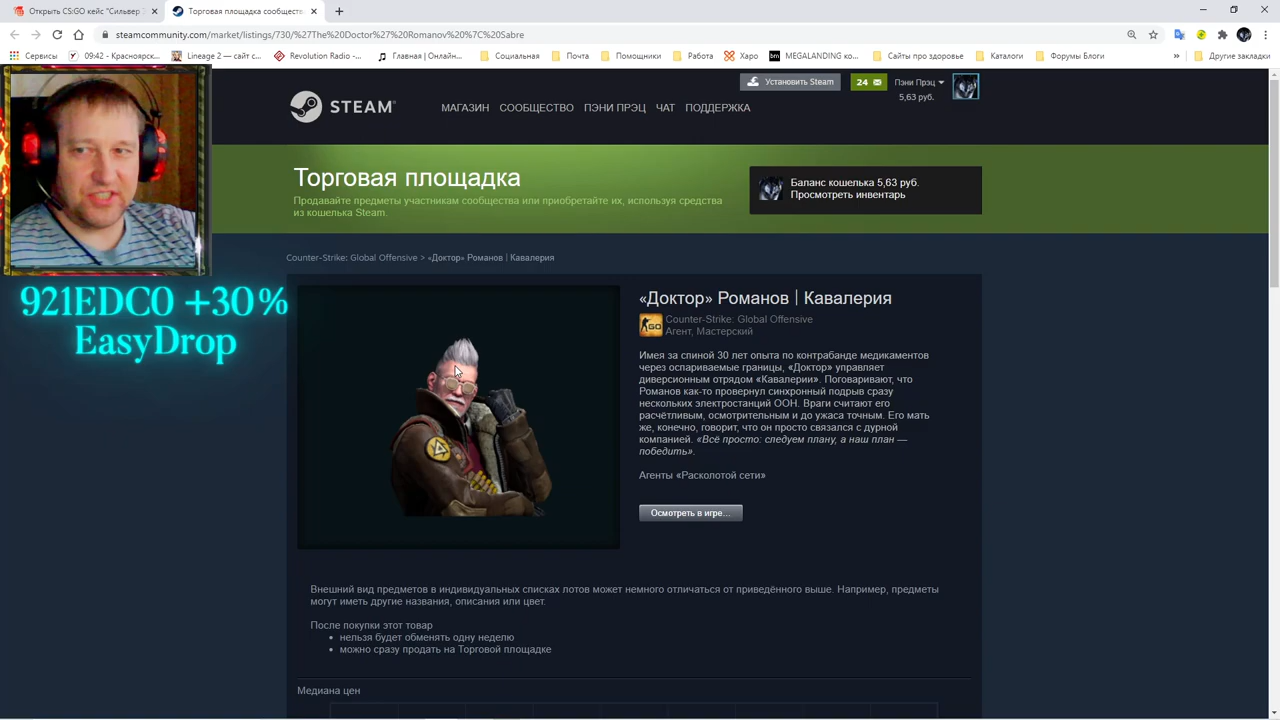 Открыть CS:GO кейс "Сильвер
Торговая площадка сообщест
steamcommunity.com/market/listings/730/%27The%20Doctor%27%20Romanov%20%7C%20Sabre
Сервисы
09:42 - Красноярск...
Lineage 2 — сайт с...
Revolution Radio -...
Главная | Онлайн...
Социальная
Почта
Помощники
Работа
Харо
MEGALANDING ко...
Сайты про здоровье
Каталоги
Форумы Блоги
»
Другие закладки
Установить Steam
24
Пэни Прэц
5,63 руб.
STEAM
МАГАЗИН
СООБЩЕСТВО
ПЭНИ ПРЭЦ
ЧАТ
ПОДДЕРЖКА
Торговая площадка
Продавайте предметы участникам сообщества или приобретайте их, используя средства
из кошелька Steam.
Баланс кошелька 5,63 руб.
Просмотреть инвентарь
Counter-Strike: Global Offensive > «Доктор» Романов | Кавалерия
921EDC0 +30%
EasyDrop
«Доктор» Романов | Кавалерия
Counter-Strike: Global Offensive
Агент, Мастерский
Имея за спиной 30 лет опыта по контрабанде медикаментов
через оспариваемые границы, «Доктор» управляет
диверсионным отрядом «Кавалерии». Поговаривают, что
Романов как-то провернул синхронный подрыв сразу
нескольких электростанций ООН. Враги считают его
расчётливым, осмотрительным и до ужаса точным. Его мать
же, конечно, говорит, что он просто связался с дурной
компанией. «Всё просто: следуем плану, а наш план —
победить».
Агенты «Расколотой сети»
Осмотреть в игре...
Внешний вид предметов в индивидуальных списках лотов может немного отличаться от приведённого выше. Например, предметы
могут иметь другие названия, описания или цвет.
После покупки этот товар
нельзя будет обменять одну неделю
можно сразу продать на Торговой площадке
Медиана цен